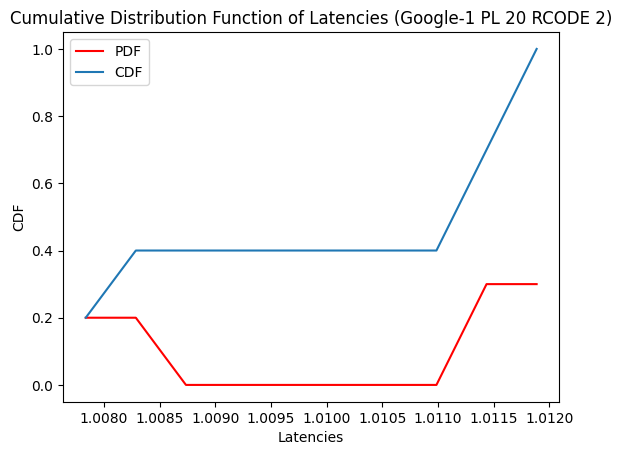 Cumulative Distribution Function of Latencies (Google-1 PL 20 RCODE 2)
PDF
CDF
1.0
0.8
0.6
0.4
0.2
0.0
CDF
1.0080 1.0085 1.0090 1.0095 1.0100 1.0105 1.0110 1.0115 1.0120
Latencies